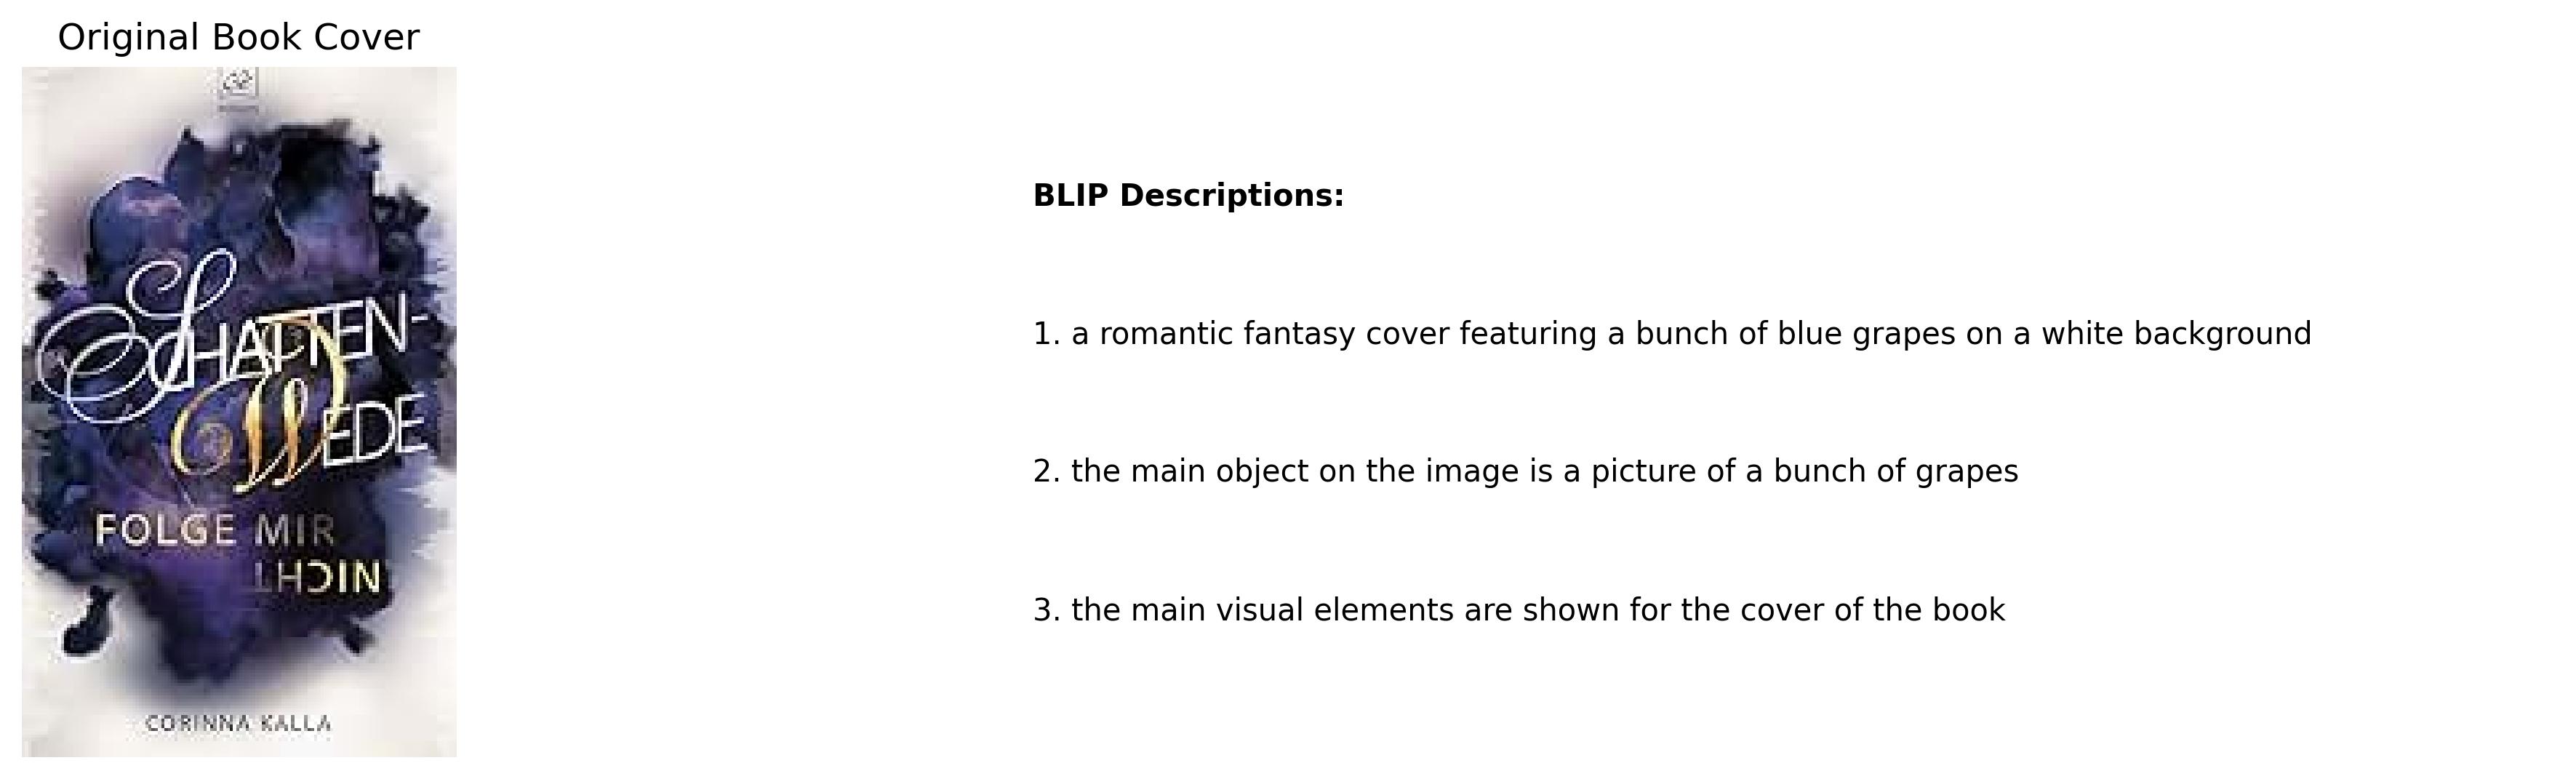 Original Book Cover
SCHATTEN-
WEDE
FOLGE MIR
NICHT
CORINNA KALLA
BLIP Descriptions:
1. a romantic fantasy cover featuring a bunch of blue grapes on a white background
2. the main object on the image is a picture of a bunch of grapes
3. the main visual elements are shown for the cover of the book